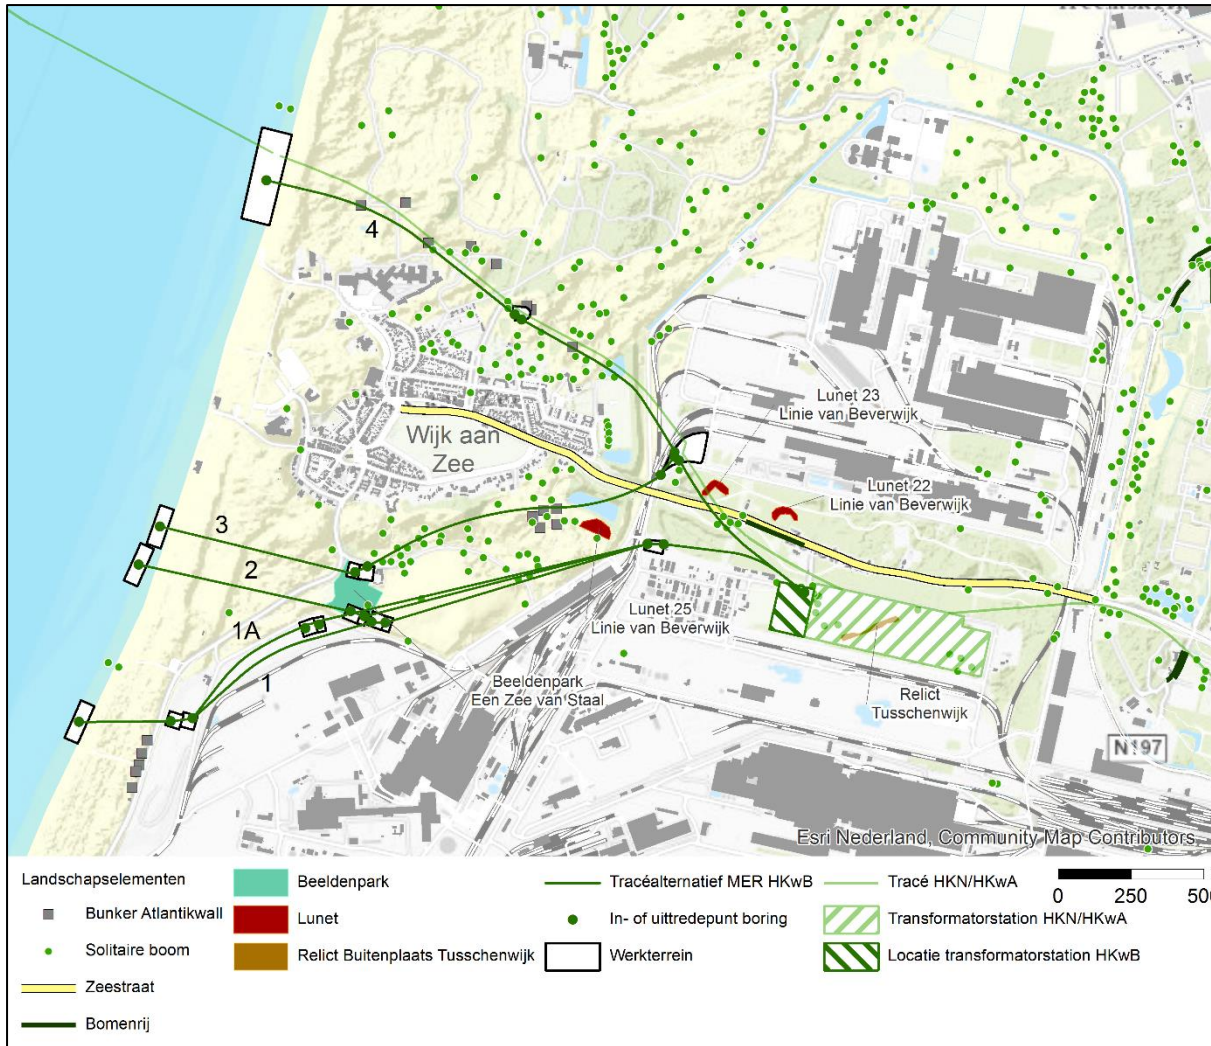 4
Wijk aan
Zee
Lunet 23
Linie van Beverwijk
Lunet 22
Linie van Beverwijk
3
2
1A
1
Lunet 25
Linie van Beverwijk
Beeldenpark
Een Zee van Staal
Relict
Tusschenwijk
N197
Esri Nederland, Community Map Contributors
Landschapselementen
Bunker Atlantikwall
Solitaire boom
Zeestraat
Bomenrij
Beeldenpark
Lunet
Relict Buitenplaats Tusschenwijk
Tracéalternatief MER HKwB
In- of uittredepunt boring
Werkterrein
Tracé HKN/HKwA
Transformatorstation HKN/HKwA
Locatie transformatorstation HKwB
0 250